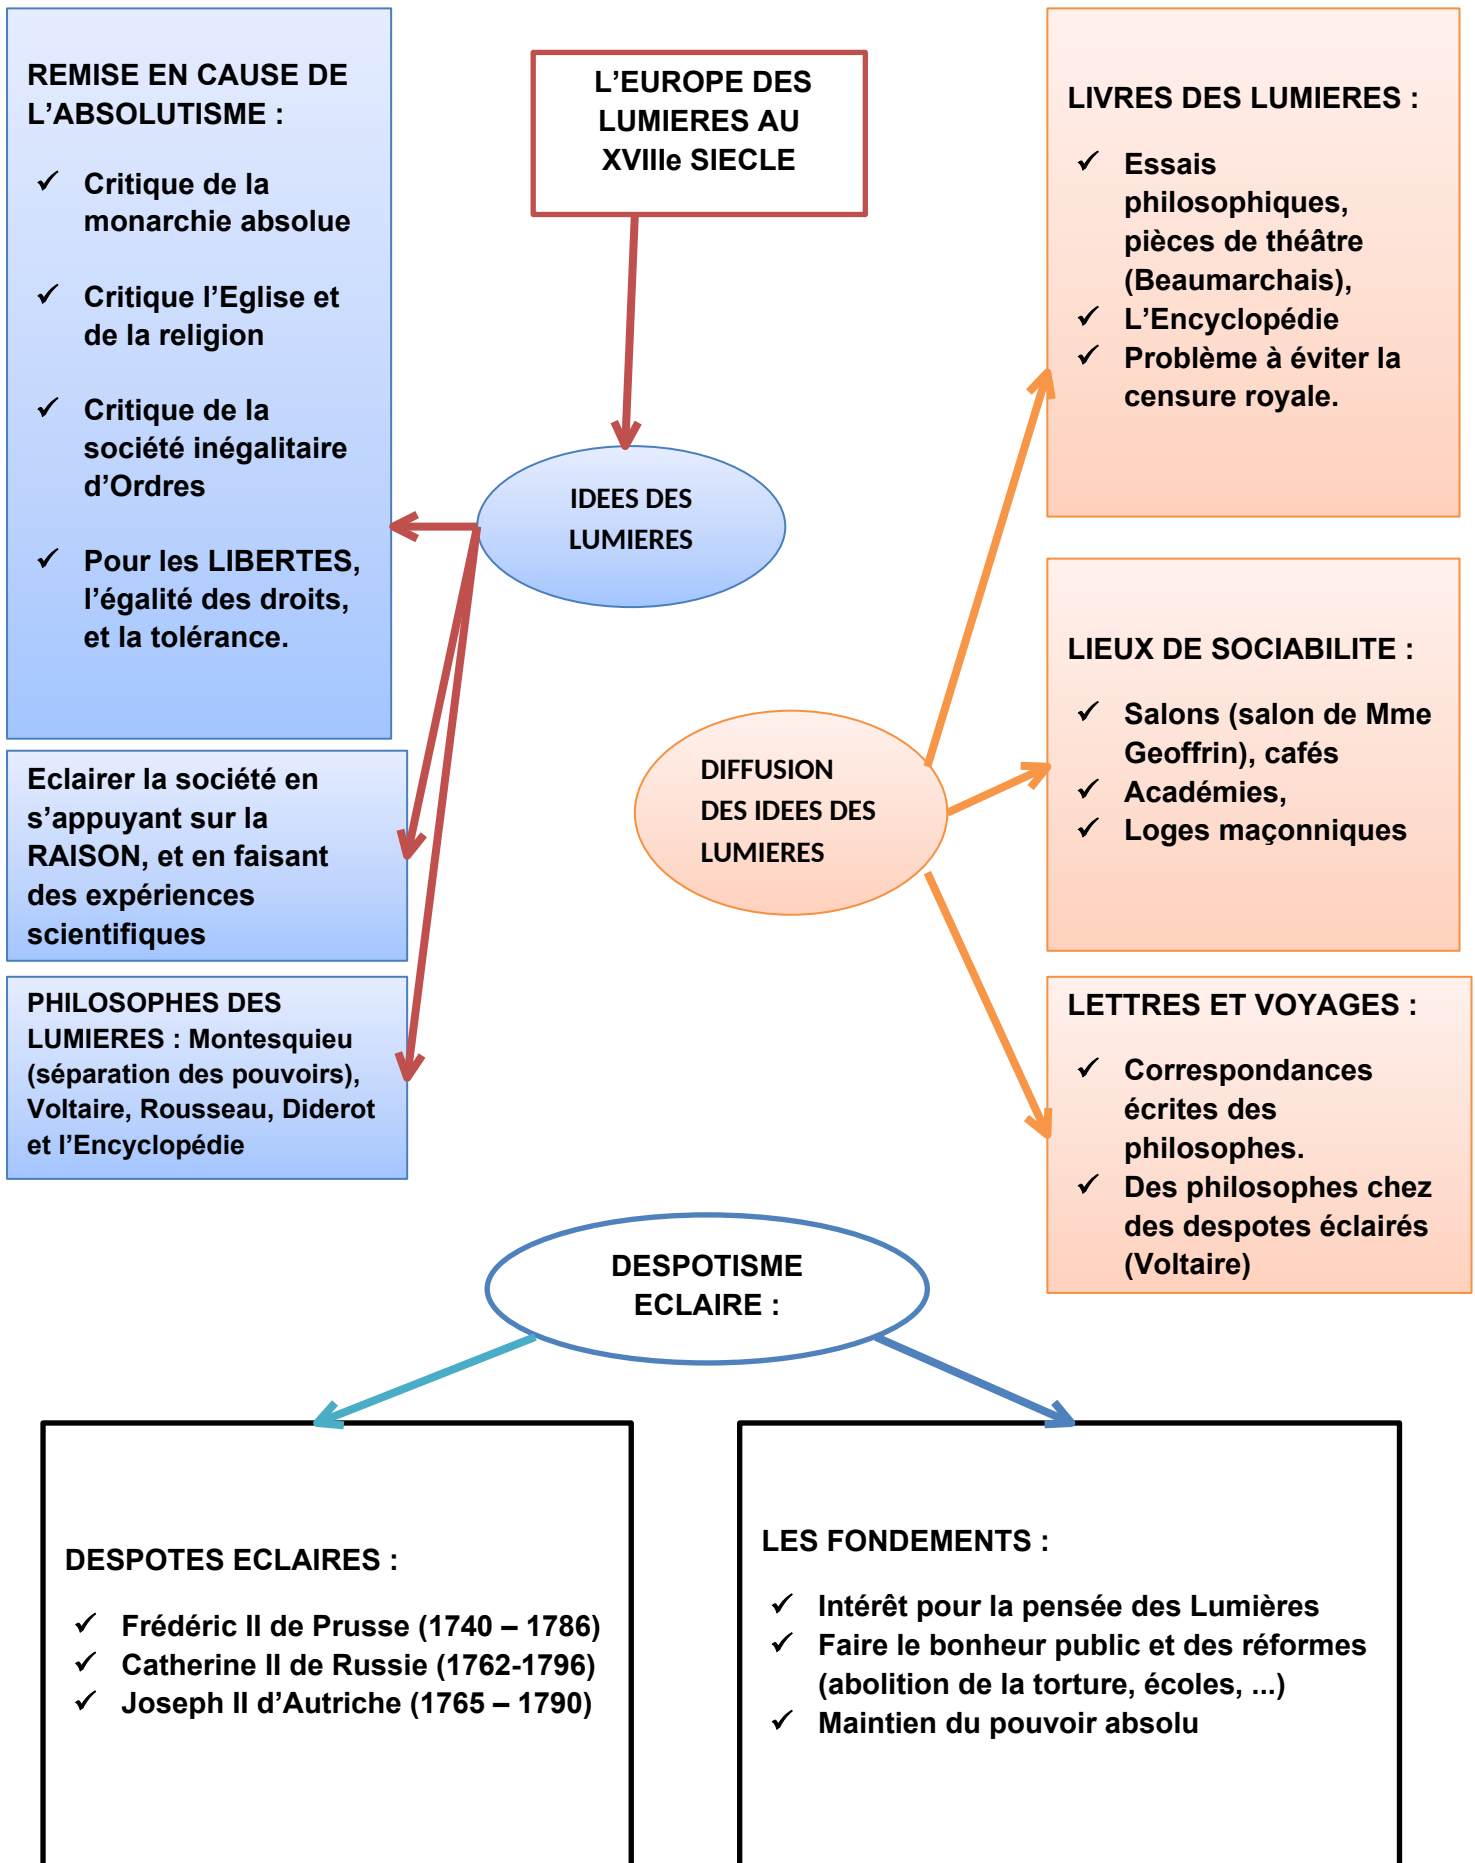 L’EUROPE DES
LUMIERES AU
XVIIIe SIECLE
REMISE EN CAUSE DE
L’ABSOLUTISME :
✓ Critique de la
monarchie absolue
✓ Critique l’Eglise et
de la religion
✓ Critique de la
société inégalitaire
d’Ordres
✓ Pour les LIBERTES,
l’égalité des droits,
et la tolérance.
IDEES DES
LUMIERES
Eclairer la société en
s’appuyant sur la
RAISON, et en faisant
des expériences
scientifiques
PHILOSOPHES DES
LUMIERES : Montesquieu
(séparation des pouvoirs),
Voltaire, Rousseau, Diderot
et l’Encyclopédie
LIVRES DES LUMIERES :
✓ Essais
philosophiques,
pièces de théâtre
(Beaumarchais),
✓ L’Encyclopédie
✓ Problème à éviter la
censure royale.
DIFFUSION
DES IDEES DES
LUMIERES
LIEUX DE SOCIABILITE :
✓ Salons (salon de Mme
Geoffrin), cafés
✓ Académies,
✓ Loges maçonniques
LETTRES ET VOYAGES :
✓ Correspondances
écrites des
philosophes.
✓ Des philosophes chez
des despotes éclairés
(Voltaire)
DESPOTISME
ECLAIRE :
DESPOTES ECLAIRES :
✓ Frédéric II de Prusse (1740 – 1786)
✓ Catherine II de Russie (1762-1796)
✓ Joseph II d’Autriche (1765 – 1790)
LES FONDEMENTS :
✓ Intérêt pour la pensée des Lumières
✓ Faire le bonheur public et des réformes
(abolition de la torture, écoles, ...)
✓ Maintien du pouvoir absolu